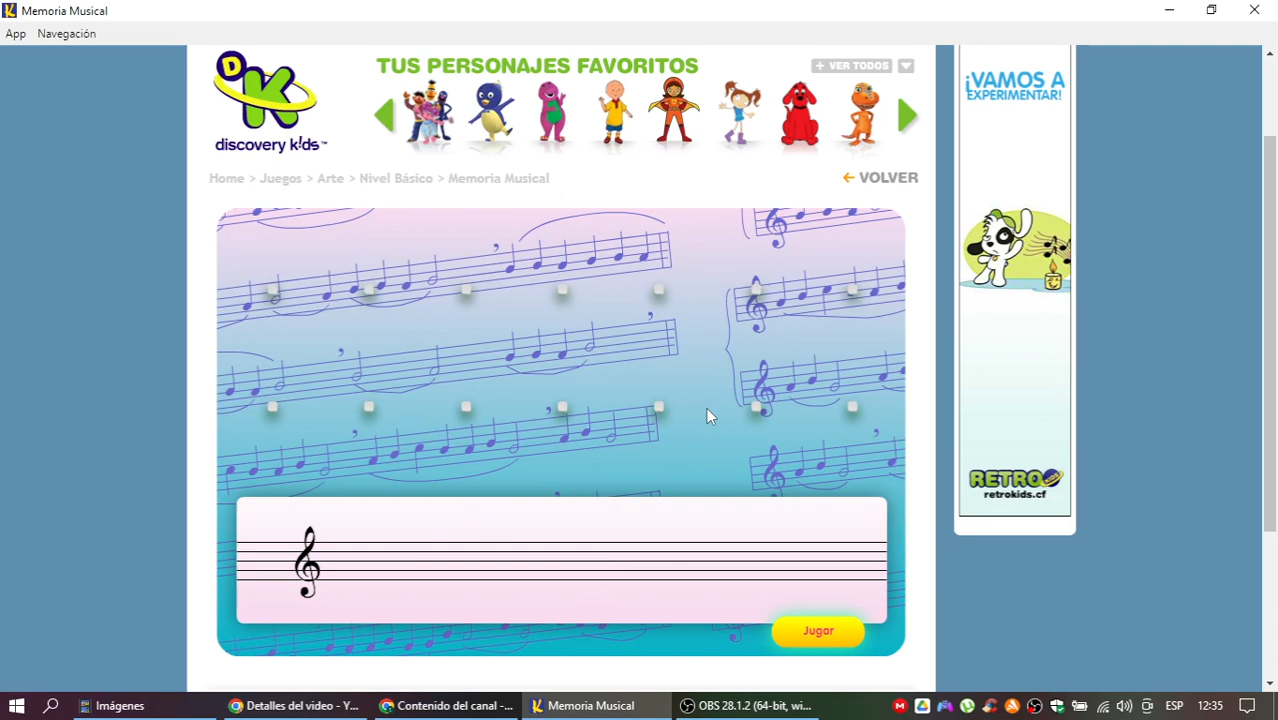 Memoria Musical
App Navegación
D K
discovery k!ds™
TUS PERSONAJES FAVORITOS
+ VER TODOS
Home > Juegos > Arte > Nivel Básico > Memoria Musical
← VOLVER
¡VAMOS A
EXPERIMENTAR!
RETRO
retrokids.cf
Jugar
Imágenes
Detalles del video - Y...
Contenido del canal -...
Memoria Musical
OBS 28.1.2 (64-bit, wi...
ESP
12:35